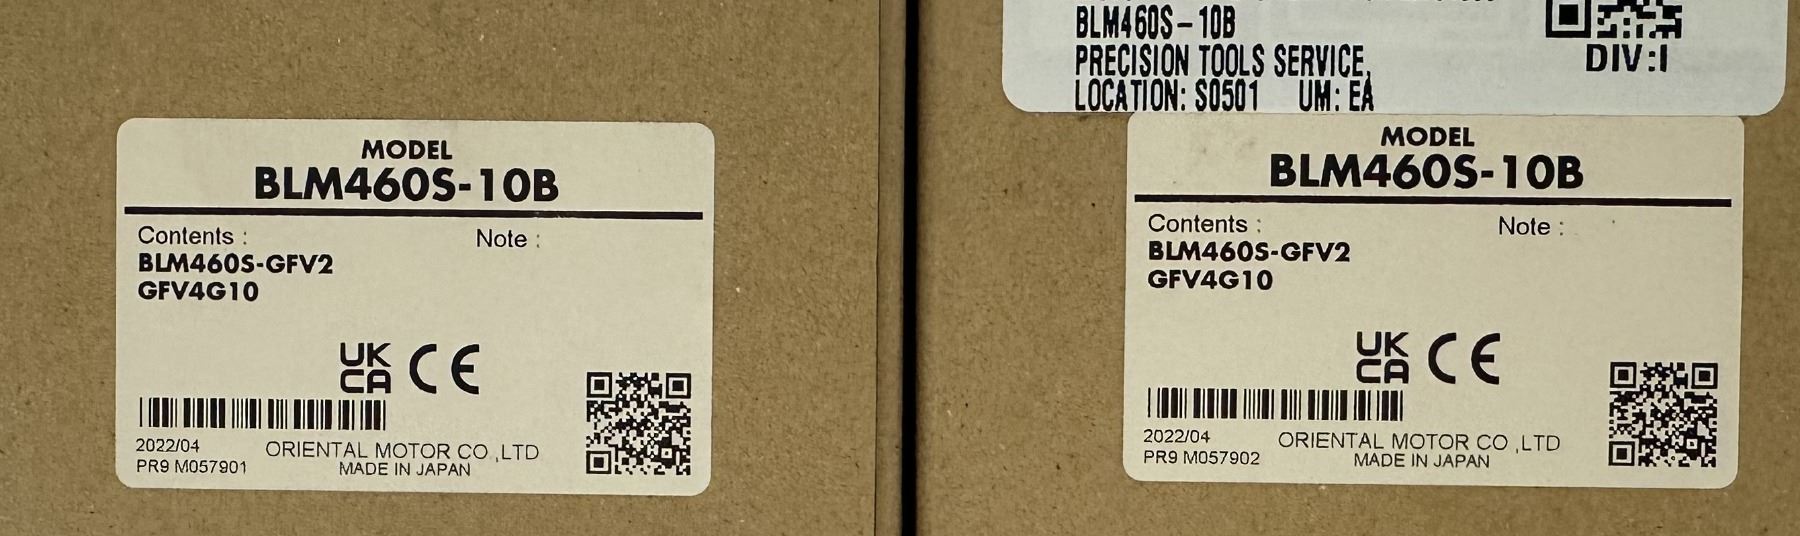 MODEL
BLM460S-10B
Contents :
Note :
BLM460S-GFV2
GFV4G10
UK
CA CE
2022/04
ORIENTAL MOTOR CO ,LTD
PR9 M057901
MADE IN JAPAN
BLM460S-10B
PRECISION TOOLS SERVICE,
LOCATION: S0501 UM: EA
DIV:I
MODEL
BLM460S-10B
Contents :
Note :
BLM460S-GFV2
GFV4G10
UK
CA CE
2022/04
ORIENTAL MOTOR CO ,LTD
PR9 M057902
MADE IN JAPAN